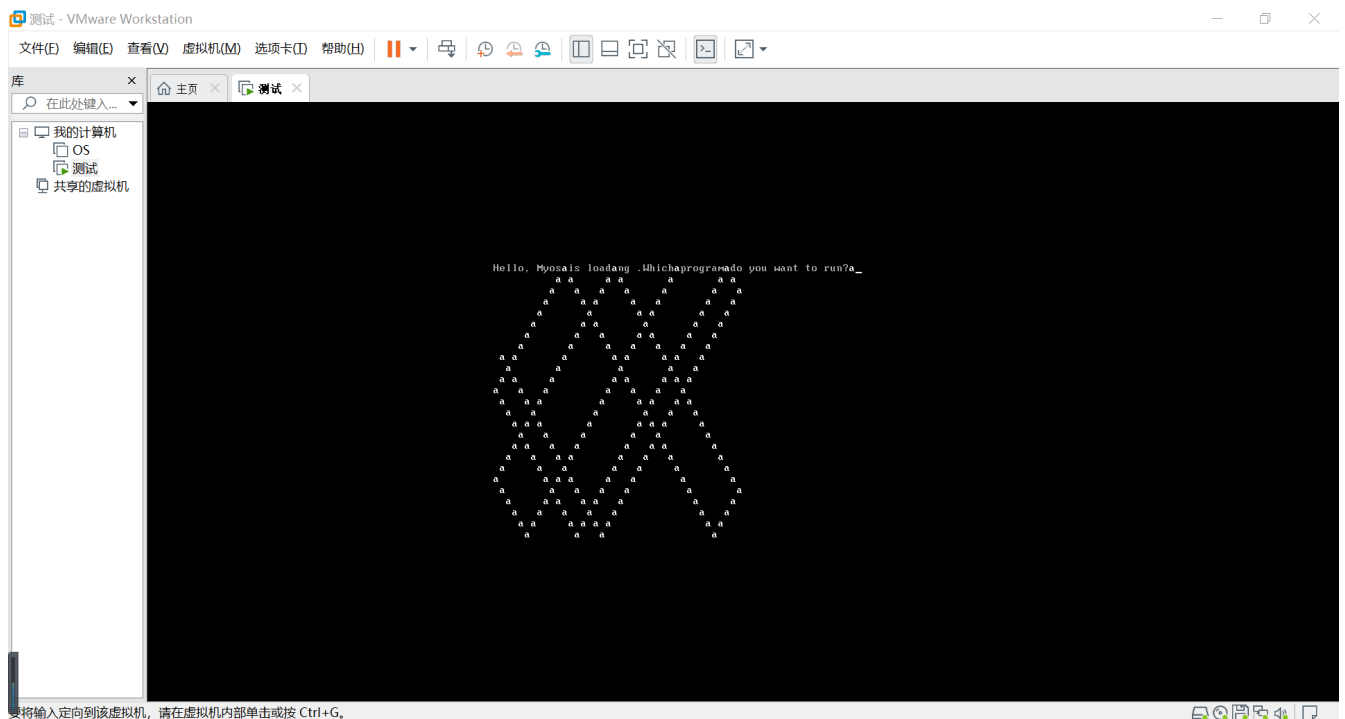 测试 - VMware Workstation
文件(F) 编辑(E) 查看(V) 虚拟机(M) 选项卡(T) 帮助(H)
库
在此处键入...
主页
测试
我的计算机
OS
测试
共享的虚拟机
Hello, Myosais loadang .Whichaprogramado you want to run?a_
a a a a a a a
a a a a a a a
a a a a a a a
a a a a a a
a a a a a a
a a a a a a a
a a a a a a
a a a a a a a a
a a a a a
a a a a a a a a
a a a a a a
a a a a a a a a
a a a a a a
a a a a a a a a
a a a a a a
a a a a a a a a
a a a a a a a
a a a a a a a
a a a a a a a a
a a a a a a
a a a a a a a a
a a a a a a a
a a a a a a a a
a a a a
要将输入定向到该虚拟机，请在虚拟机内部单击或按 Ctrl+G。